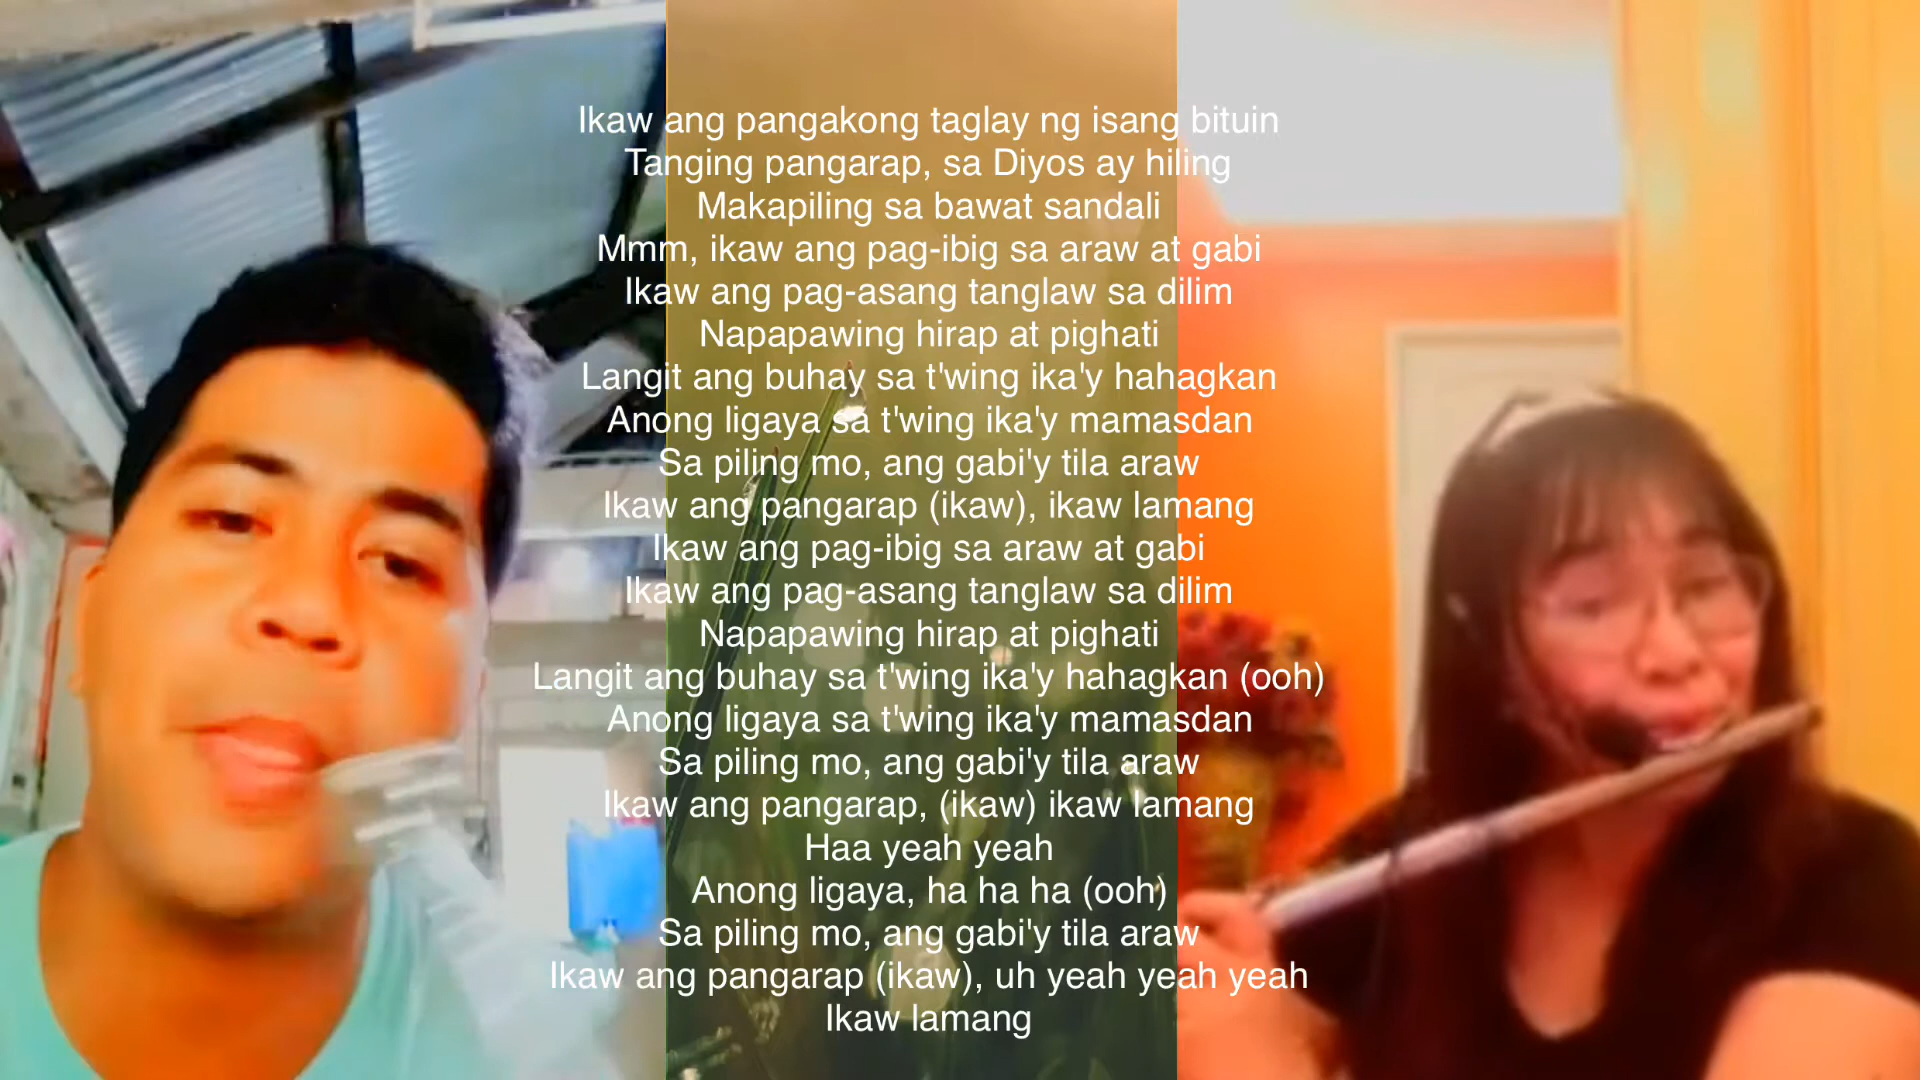 Ikaw ang pangakong taglay ng isang bituin
Tanging pangarap, sa Diyos ay hiling
Makapiling sa bawat sandali
Mmm, ikaw ang pag-ibig sa araw at gabi
Ikaw ang pag-asang tanglaw sa dilim
Napapawing hirap at pighati
Langit ang buhay sa t'wing ika'y hahagkan
Anong ligaya sa t'wing ika'y mamasdan
Sa piling mo, ang gabi'y tila araw
Ikaw ang pangarap (ikaw), ikaw lamang
Ikaw ang pag-ibig sa araw at gabi
Ikaw ang pag-asang tanglaw sa dilim
Napapawing hirap at pighati
Langit ang buhay sa t'wing ika'y hahagkan (ooh)
Anong ligaya sa t'wing ika'y mamasdan
Sa piling mo, ang gabi'y tila araw
Ikaw ang pangarap, (ikaw) ikaw lamang
Haa yeah yeah
Anong ligaya, ha ha ha (ooh)
Sa piling mo, ang gabi'y tila araw
Ikaw ang pangarap (ikaw), uh yeah yeah yeah
Ikaw lamang